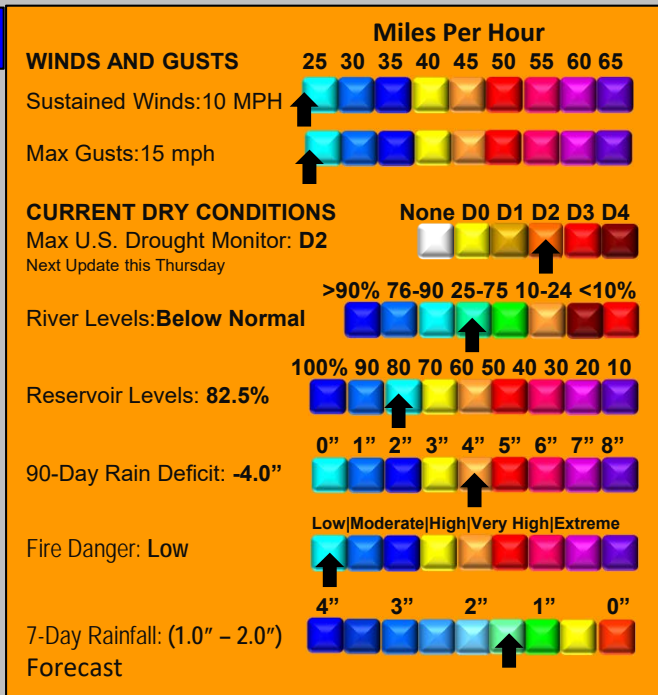 Miles Per Hour
WINDS AND GUSTS 25 30 35 40 45 50 55 60 65
Sustained Winds:10 MPH
Max Gusts:15 mph
CURRENT DRY CONDITIONS None D0 D1 D2 D3 D4
Max U.S. Drought Monitor: D2
Next Update this Thursday
>90% 76-90 25-75 10-24 <10%
River Levels:Below Normal
100% 90 80 70 60 50 40 30 20 10
Reservoir Levels: 82.5%
0” 1” 2” 3” 4” 5” 6” 7” 8”
90-Day Rain Deficit: -4.0”
Low|Moderate|High|Very High|Extreme
Fire Danger: Low
4” 3” 2” 1” 0”
7-Day Rainfall: (1.0” – 2.0”)
Forecast